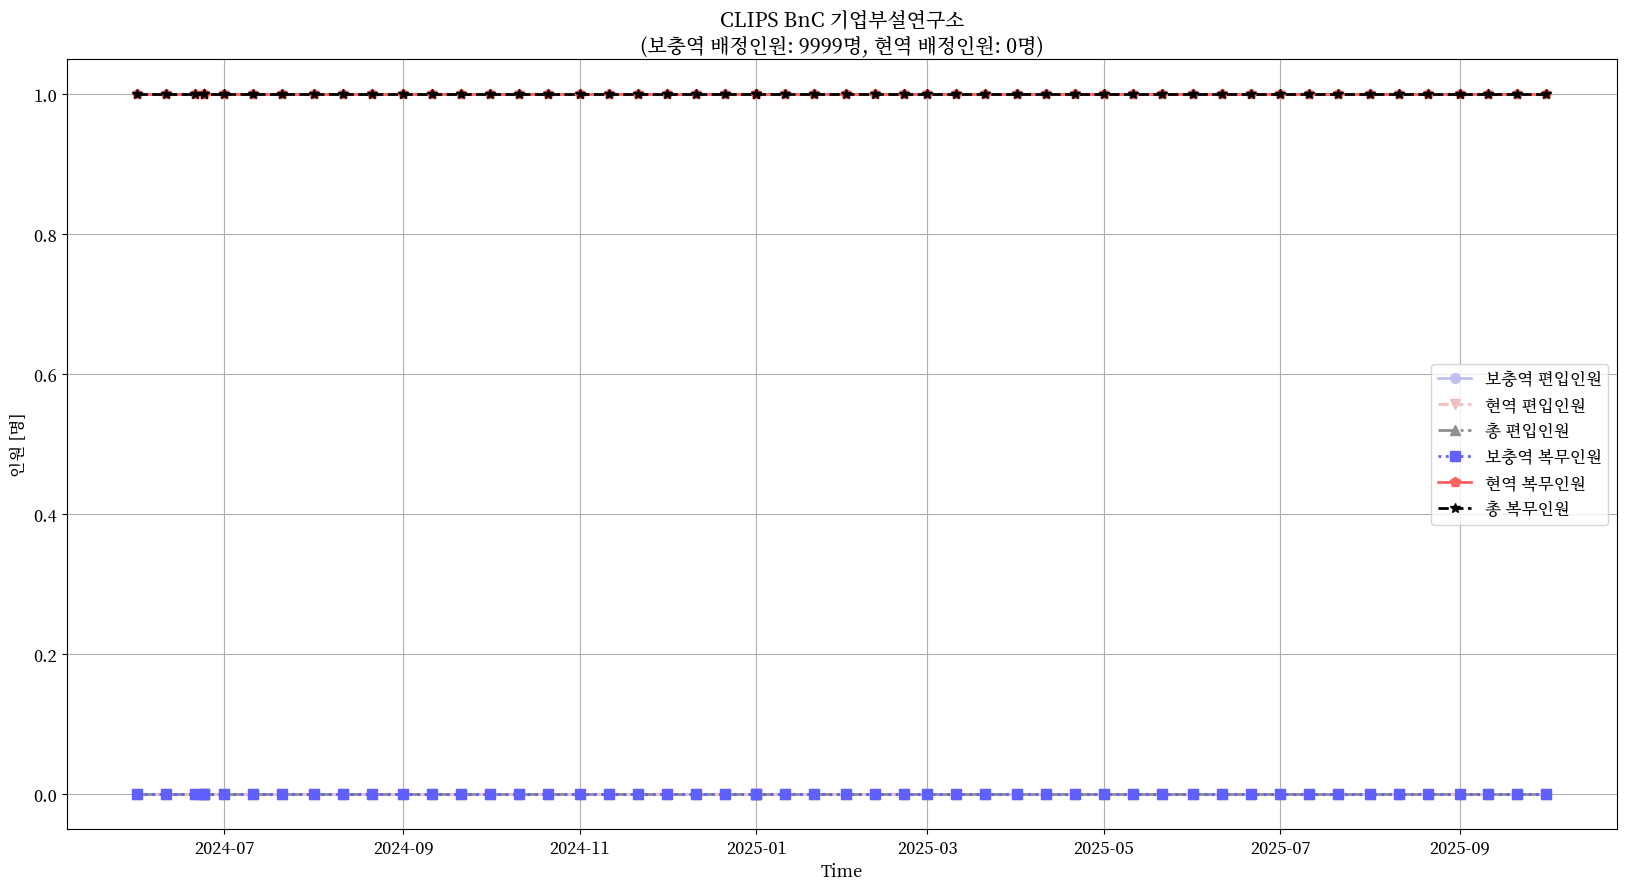 CLIPS BnC 기업부설연구소
(보충역 배정인원: 9999명, 현역 배정인원: 0명)
인원 [명]
1.0
0.8
0.6
0.4
0.2
0.0
보충역 편입인원
현역 편입인원
총 편입인원
보충역 복무인원
현역 복무인원
총 복무인원
2024-07
2024-09
2024-11
2025-01
2025-03
2025-05
2025-07
2025-09
Time